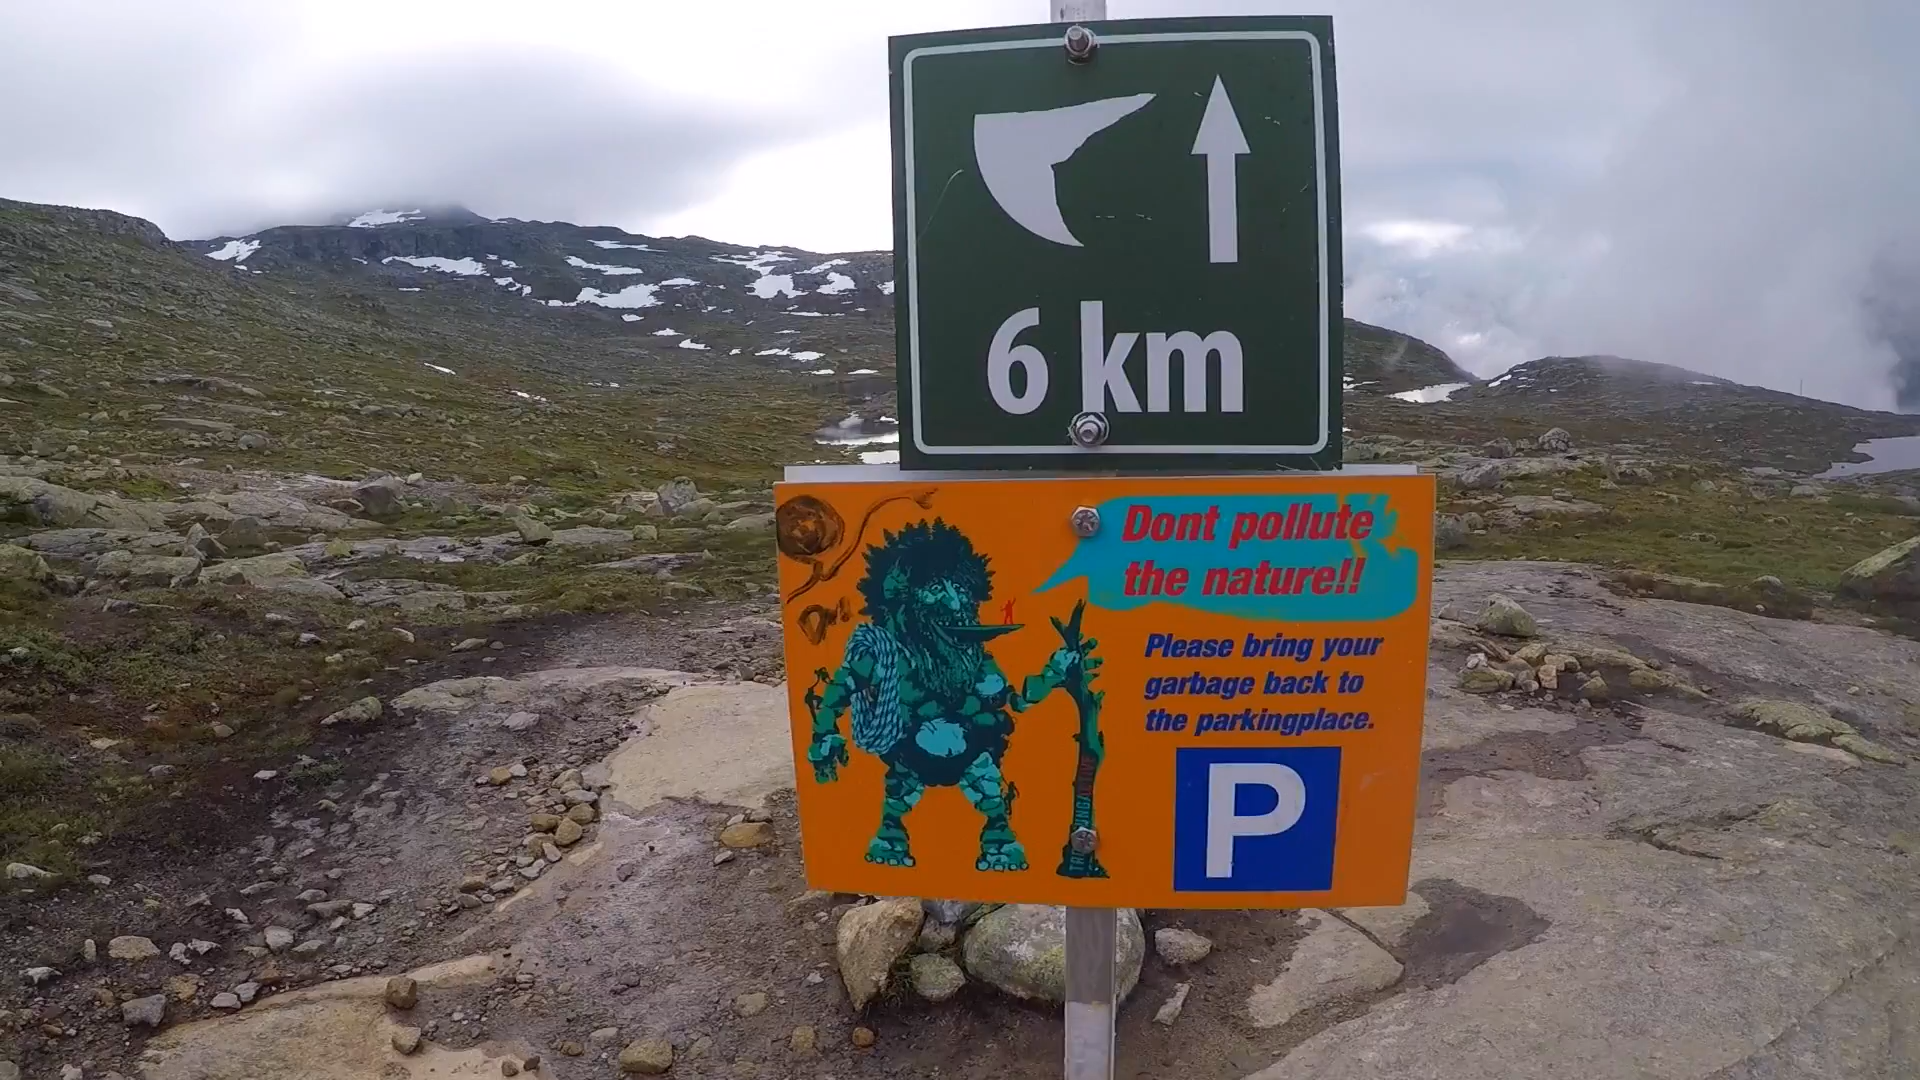 6 km
Dont pollute
the nature!!
Please bring your
garbage back to
the parkingplace.
P